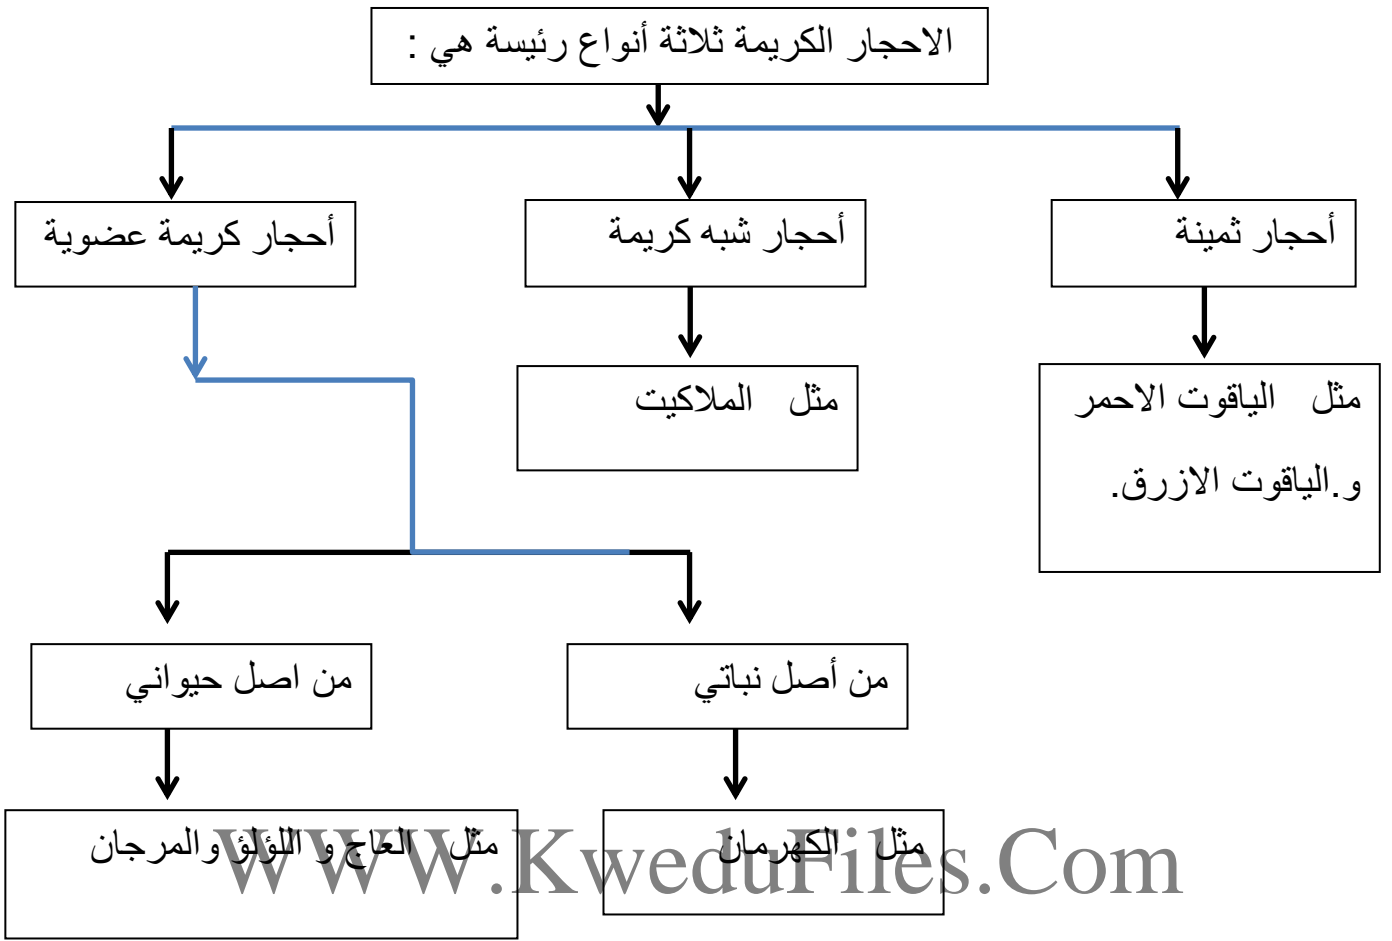 الاحجار الكريمة ثلاثة أنواع رئيسة هي :
أحجار ثمينة
أحجار شبه كريمة
أحجار كريمة عضوية
مثل الياقوت الاحمر
و.الياقوت الازرق.
مثل الملاكيت
من أصل نباتي
من اصل حيواني
مثل الكهرمان
مثل العاج و اللؤلؤ والمرجان
WWW.KweduFiles.Com